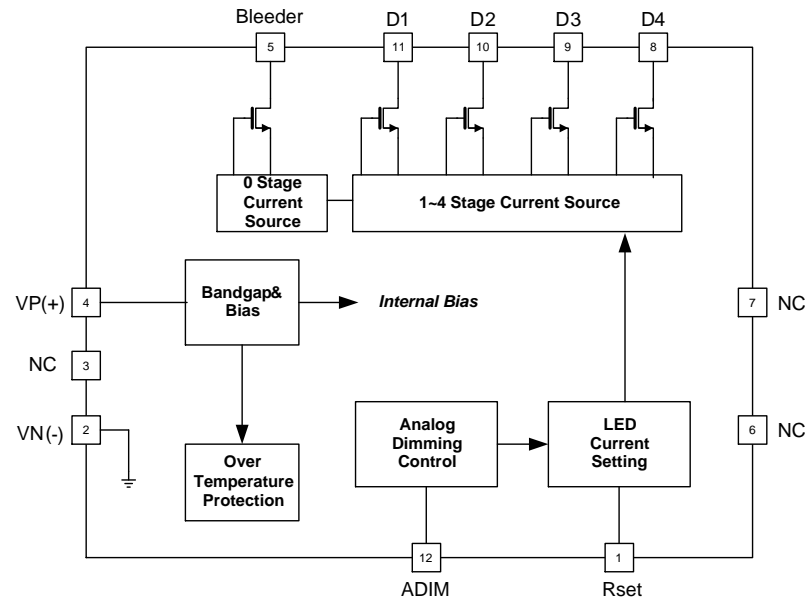 Bleeder
D1
D2
D3
D4
5
11
10
9
8
0 Stage
Current
Source
1~4 Stage Current Source
VP(+)
4
Bandgap&
Bias
Internal Bias
7
NC
NC
3
VN(-)
2
Analog
Dimming
Control
LED
Current
Setting
6
NC
Over
Temperature
Protection
12
1
ADIM
Rset